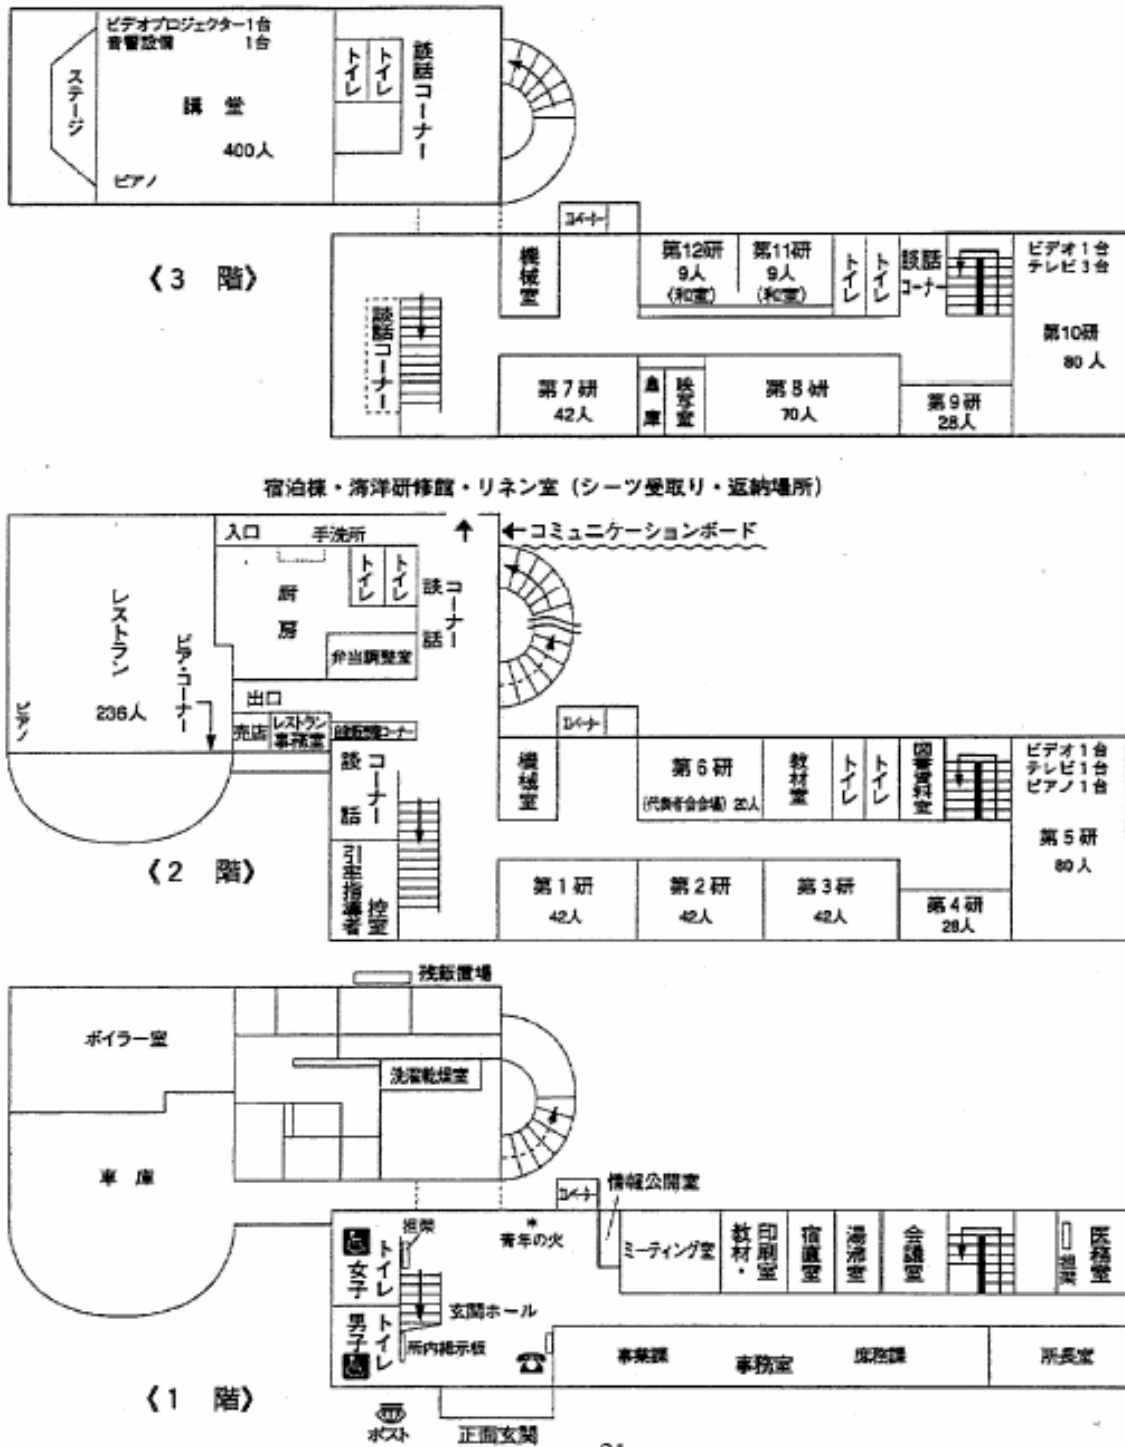 ビデオプロジェクター1台
音響設備 1台
ステージ
講 堂
400人
ピアノ
トイレ
トイレ
談話コーナー
エレベーター
《3 階》
談話コーナー
機械室
第12研
9人
(和室)
第11研
9人
(和室)
トイレ
トイレ
談話
コーナー
ビデオ1台
テレビ3台
第10研
80人
第7研
42人
倉庫
映写室
第8研
70人
第9研
28人
宿泊棟・海洋研修館・リネン室(シーツ受取り・返納場所)
←コミュニケーションボード
入口
手洗所
レストラン
236人
ピアノ
ピア・コーナー
厨房
トイレ
トイレ
談話コーナー
弁当調整室
出口
売店
レストラン
事務室
エレベーター
《2 階》
談話コーナー
引率指導者控室
機械室
第6研
(代表者会会場) 20人
教材室
トイレ
トイレ
図書資料室
ビデオ1台
テレビ1台
ピアノ1台
第5研
80人
第1研
42人
第2研
42人
第3研
42人
第4研
28人
残飯置場
ボイラー室
洗濯乾燥室
車 庫
エレベーター
情報公開室
女子トイレ
担架
青年の火
ミーティング室
教材・印刷室
宿直室
湯沸室
会議室
担架
医務室
男子トイレ
玄関ホール
所内掲示板
事業課
事務室
庶務課
所長室
《1 階》
ポスト
正面玄関